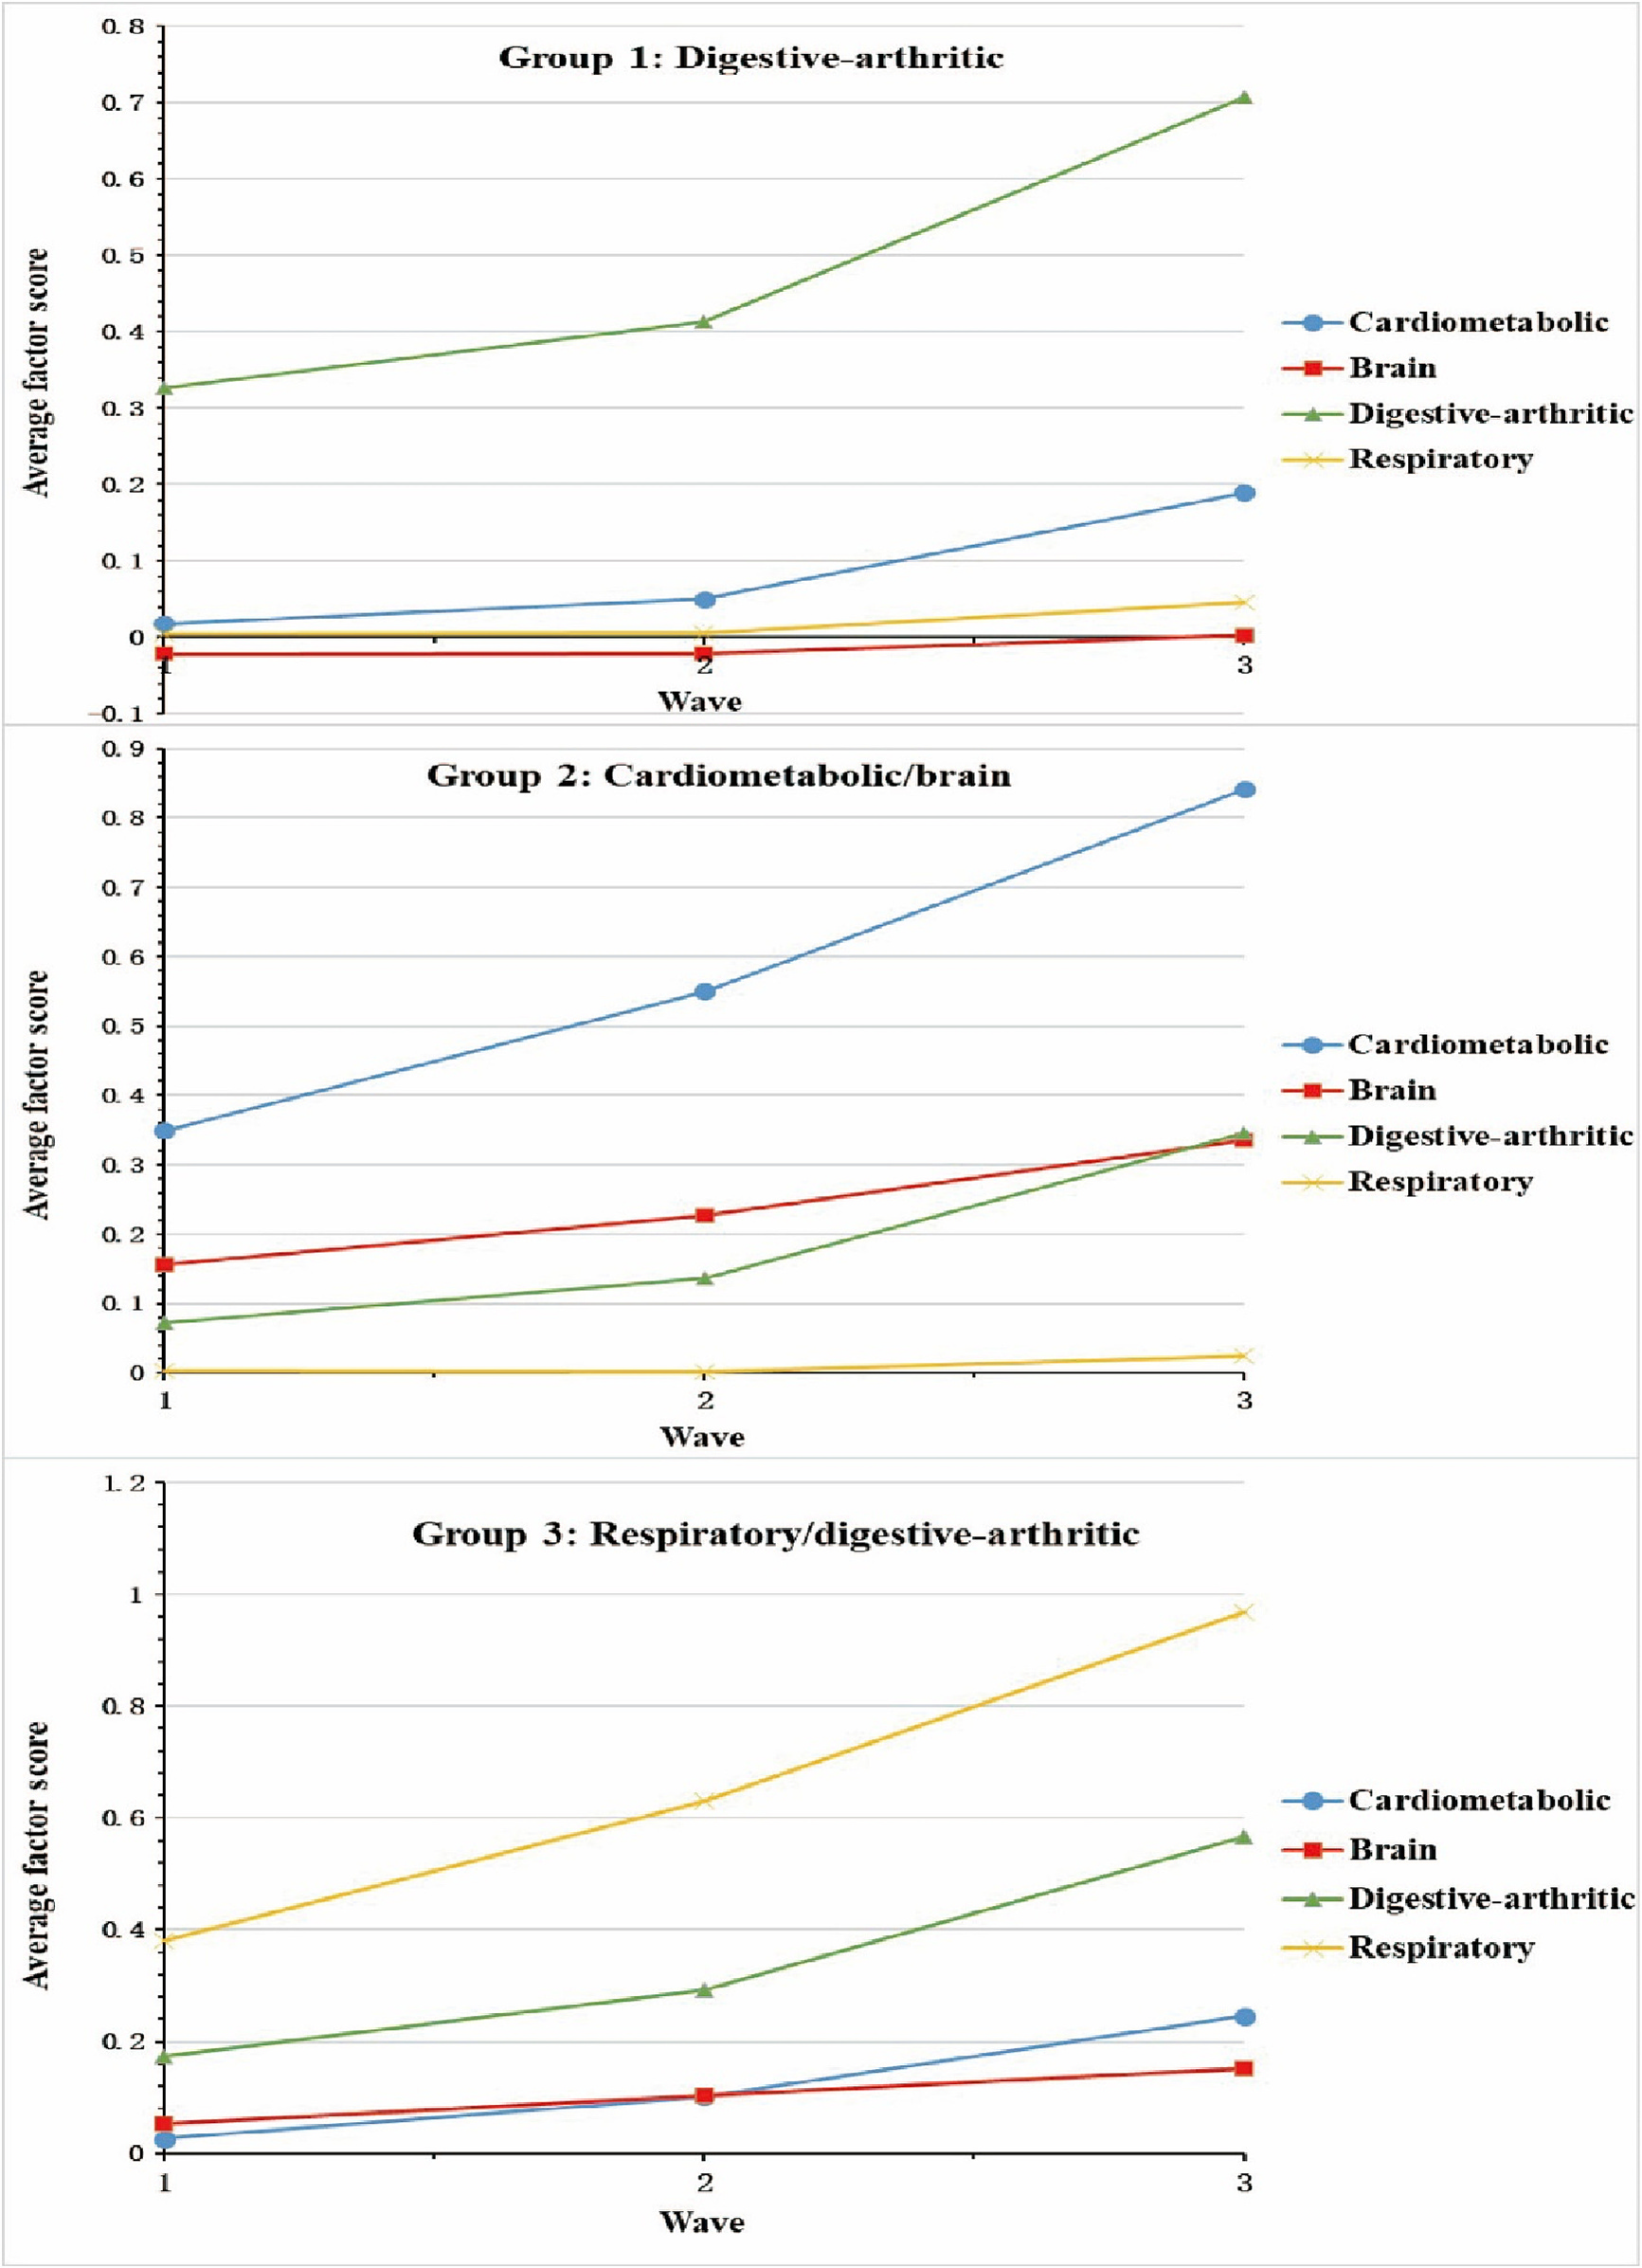 Group 1: Digestive-arthritic
0.8
0.7
0.6
0.5
0.4
0.3
0.2
0.1
0
-0.1
Average factor score
1
2
3
Wave
Cardiometabolic
Brain
Digestive-arthritic
Respiratory
Group 2: Cardiometabolic/brain
0.9
0.8
0.7
0.6
0.5
0.4
0.3
0.2
0.1
0
Average factor score
1
2
3
Wave
Cardiometabolic
Brain
Digestive-arthritic
Respiratory
Group 3: Respiratory/digestive-arthritic
1.2
1
0.8
0.6
0.4
0.2
0
Average factor score
1
2
3
Wave
Cardiometabolic
Brain
Digestive-arthritic
Respiratory